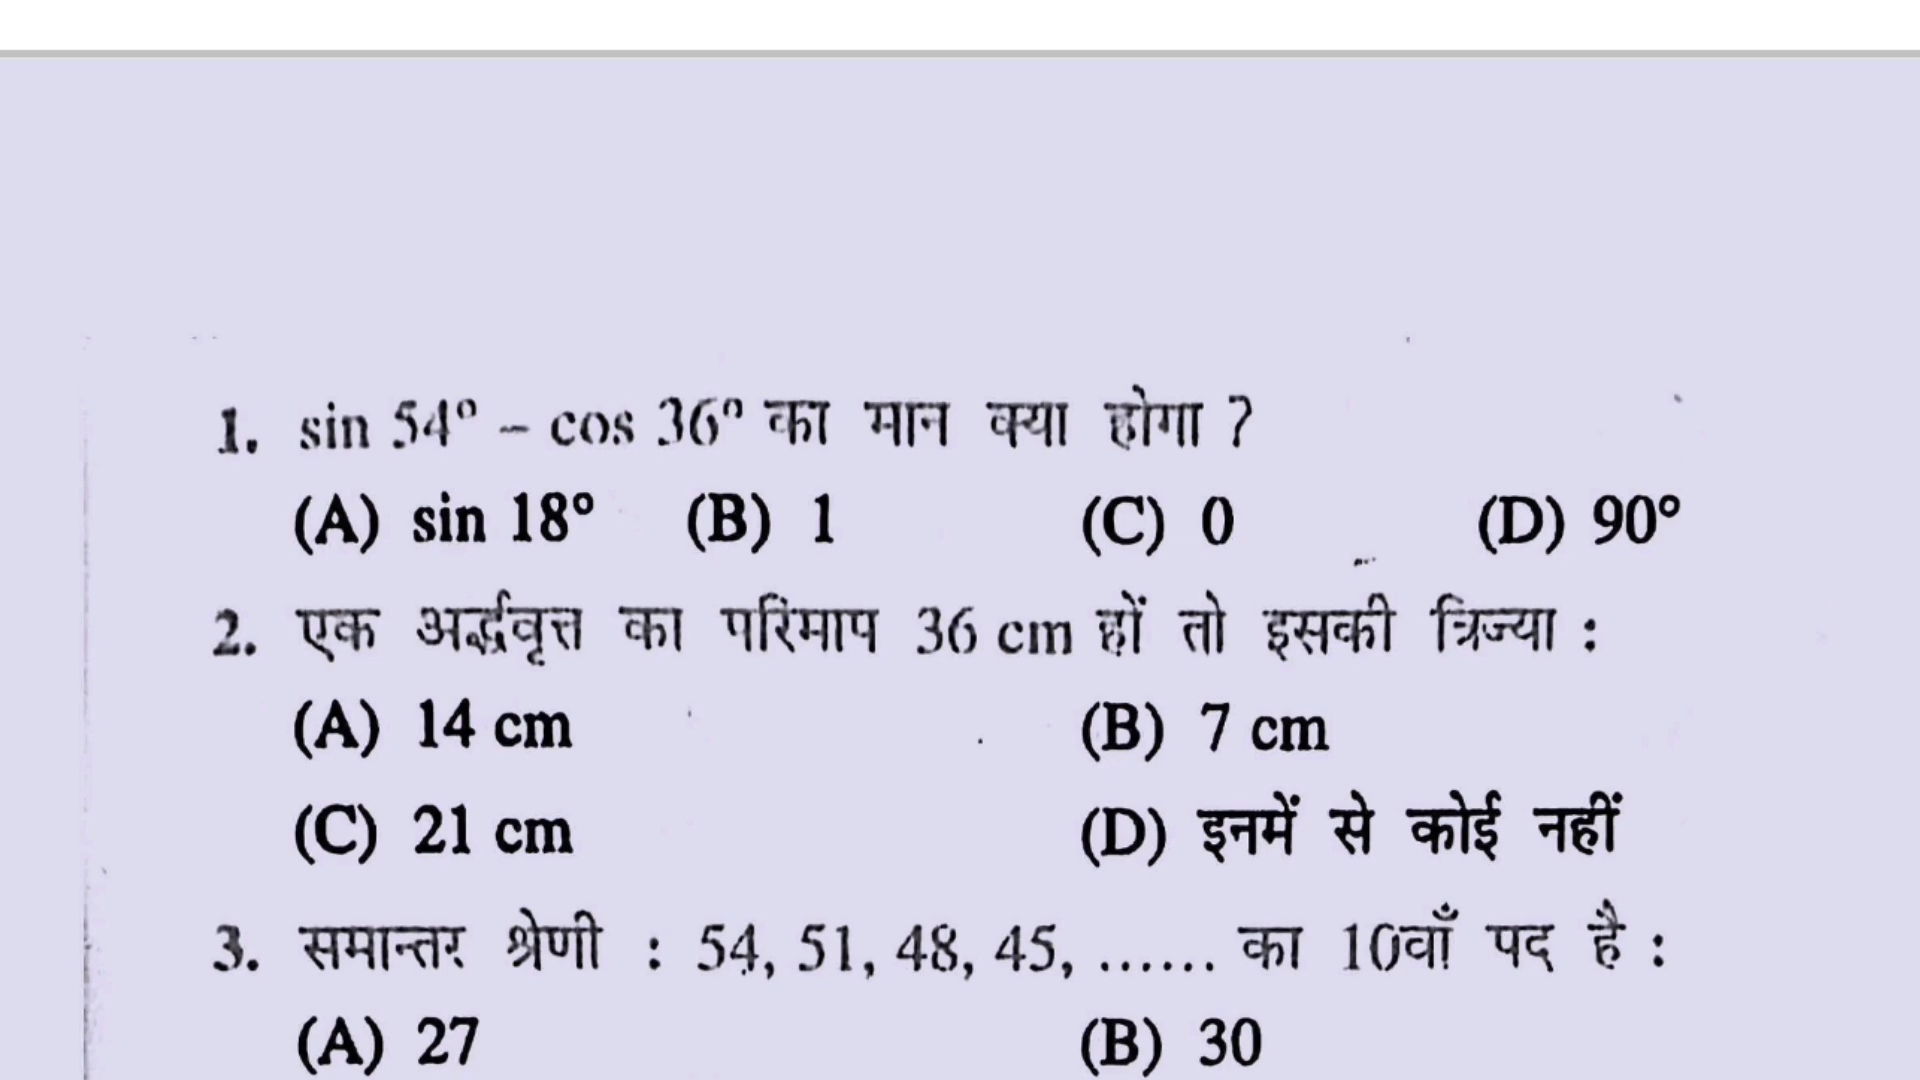 1. sin 54° – cos 36° का मान क्या होगा ?
(A) sin 18° (B) 1 (C) 0 (D) 90°
2. एक अर्द्धवृत्त का परिमाप 36 cm हों तो इसकी त्रिज्या :
(A) 14 cm (B) 7 cm
(C) 21 cm (D) इनमें से कोई नहीं
3. समान्तर श्रेणी : 54, 51, 48, 45, ...... का 10वाँ पद है :
(A) 27 (B) 30